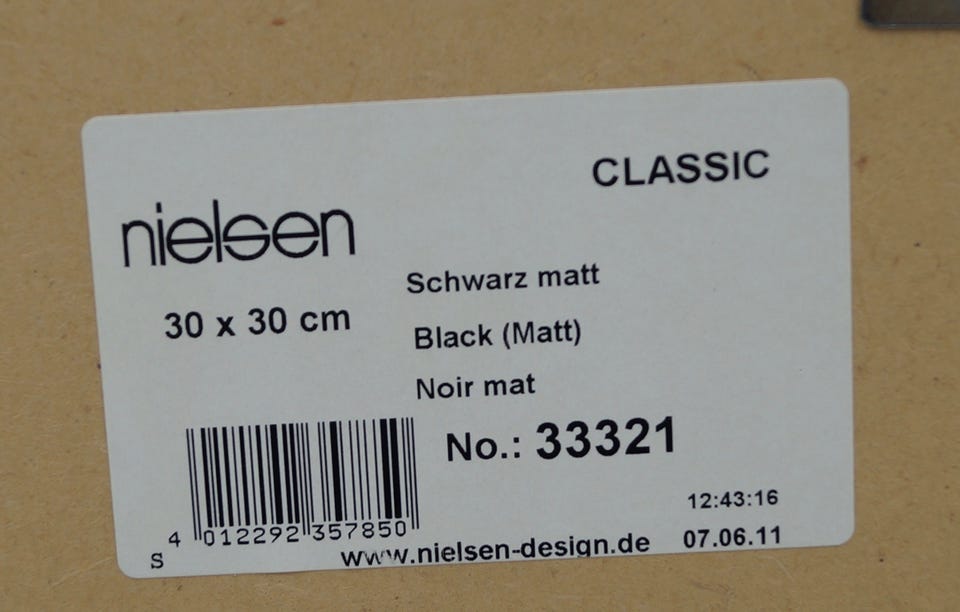 CLASSIC
nielsen
30 x 30 cm
Schwarz matt
Black (Matt)
Noir mat
No.: 33321
12:43:16
07.06.11
4 012292 357850
S
www.nielsen-design.de